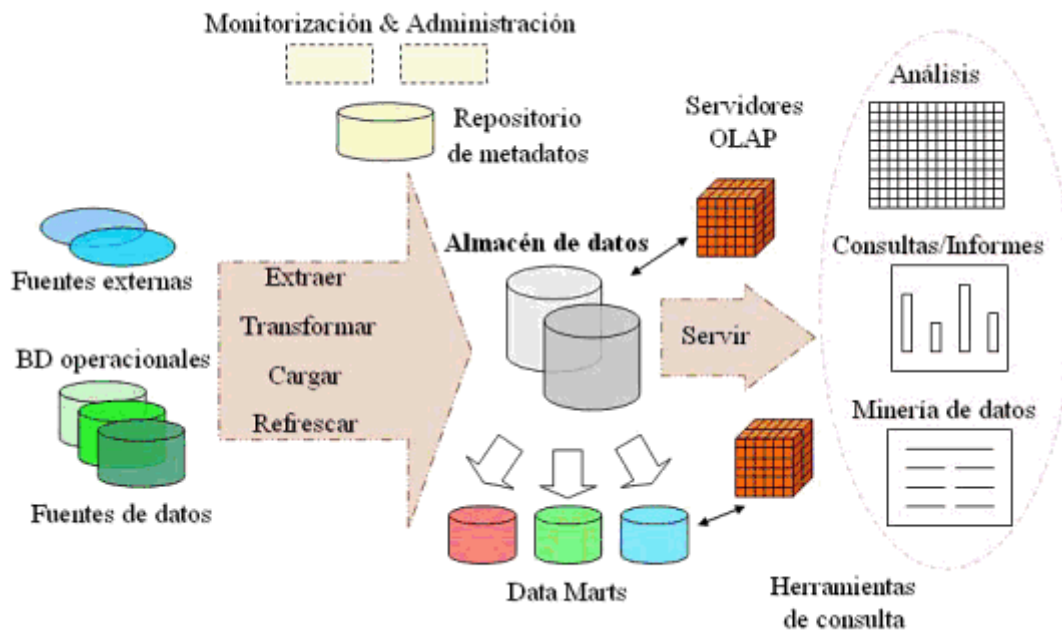 Monitorización & Administración
Repositorio
de metadatos
Servidores
OLAP
Análisis
Fuentes externas
Extraer
Transformar
Cargar
Refrescar
Almacén de datos
Servir
Consultas/Informes
BD operacionales
Fuentes de datos
Minería de datos
Data Marts
Herramientas
de consulta